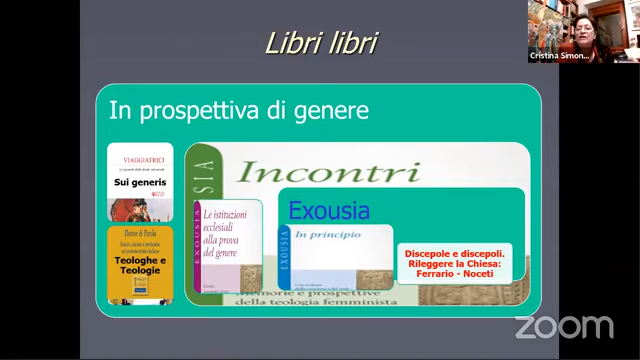 Libri libri
Cristina Simon...
In prospettiva di genere
VIAGGIATRICI
Sui generis
Donne di Parola
Teologhe e
Teologie
Incontri
EXOUSIA
Le istituzioni
ecclesiali
alla prova
del genere
Exousia
EXOUSIA
In principio
Discepole e discepoli.
Rileggere la Chiesa:
Ferrario - Noceti
Memorie e prospettive
della teologia femminista
zoom